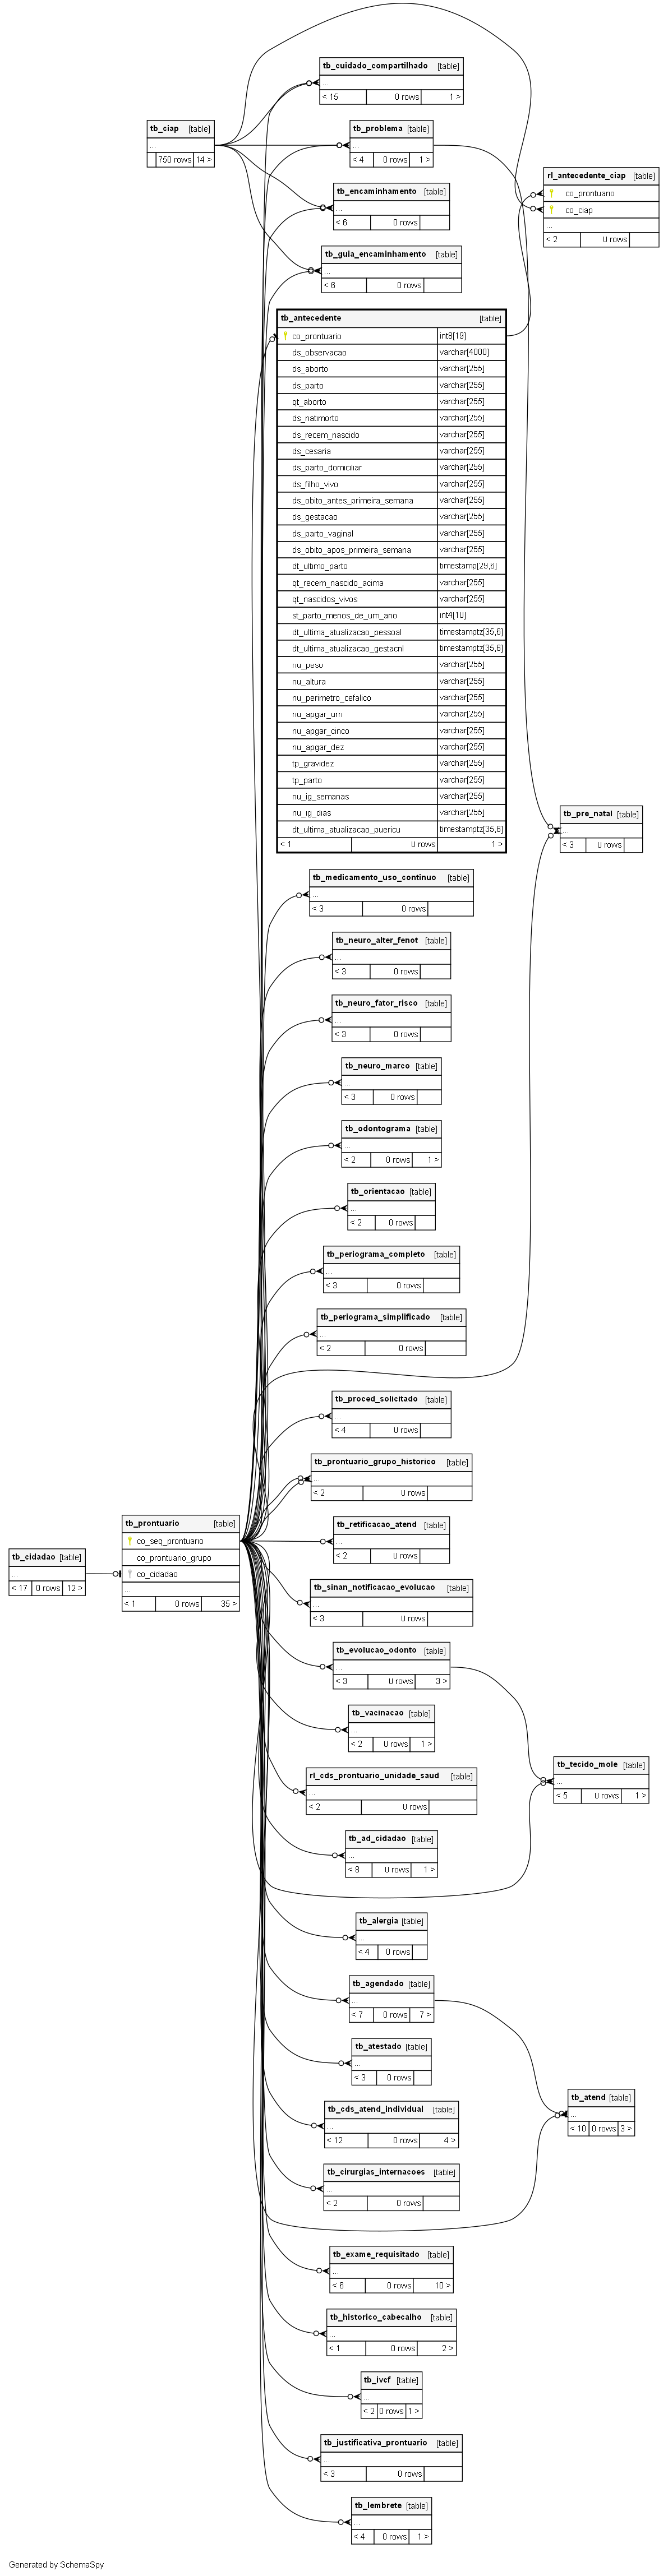 tb_cuidado_compartilhado [table]
...
< 15 0 rows 1 >
tb_ciap [table]
...
750 rows 14 >
tb_problema [table]
...
< 4 0 rows 1 >
rl_antecedente_ciap [table]
co_prontuario
co_ciap
...
< 2 0 rows
tb_encaminhamento [table]
...
< 6 0 rows
tb_guia_encaminhamento [table]
...
< 6 0 rows
tb_antecedente [table]
co_prontuario int8[19]
ds_observacao varchar[4000]
ds_aborto varchar[255]
ds_parto varchar[255]
qt_aborto varchar[255]
ds_natimorto varchar[255]
ds_recem_nascido varchar[255]
ds_cesaria varchar[255]
ds_parto_domiciliar varchar[255]
ds_filho_vivo varchar[255]
ds_obito_antes_primeira_semana varchar[255]
ds_gestacao varchar[255]
ds_parto_vaginal varchar[255]
ds_obito_apos_primeira_semana varchar[255]
dt_ultimo_parto timestamp[29,6]
qt_recem_nascido_acima varchar[255]
qt_nascidos_vivos varchar[255]
st_parto_menos_de_um_ano int4[10]
dt_ultima_atualizacao_pessoal timestamptz[35,6]
dt_ultima_atualizacao_gestacnl timestamptz[35,6]
nu_peso varchar[255]
nu_altura varchar[255]
nu_perimetro_cefalico varchar[255]
nu_apgar_um varchar[255]
nu_apgar_cinco varchar[255]
nu_apgar_dez varchar[255]
tp_gravidez varchar[255]
tp_parto varchar[255]
nu_ig_semanas varchar[255]
nu_ig_dias varchar[255]
dt_ultima_atualizacao_puericu timestamptz[35,6]
< 1 0 rows 1 >
tb_pre_natal [table]
...
< 3 0 rows
tb_medicamento_uso_continuo [table]
...
< 3 0 rows
tb_neuro_alter_fenot [table]
...
< 3 0 rows
tb_neuro_fator_risco [table]
...
< 3 0 rows
tb_neuro_marco [table]
...
< 3 0 rows
tb_odontograma [table]
...
< 2 0 rows 1 >
tb_orientacao [table]
...
< 2 0 rows
tb_periograma_completo [table]
...
< 3 0 rows
tb_periograma_simplificado [table]
...
< 2 0 rows
tb_proced_solicitado [table]
...
< 4 0 rows
tb_prontuario_grupo_historico [table]
...
< 2 0 rows
tb_prontuario [table]
co_seq_prontuario
co_prontuario_grupo
co_cidadao
...
< 1 0 rows 35 >
tb_cidadao [table]
...
< 17 0 rows 12 >
tb_retificacao_atend [table]
...
< 2 0 rows
tb_sinan_notificacao_evolucao [table]
...
< 3 0 rows
tb_evolucao_odonto [table]
...
< 3 0 rows 3 >
tb_vacinacao [table]
...
< 2 0 rows 1 >
tb_tecido_mole [table]
...
< 5 0 rows 1 >
rl_cds_prontuario_unidade_saud [table]
...
< 2 0 rows
tb_ad_cidadao [table]
...
< 8 0 rows 1 >
tb_alergia [table]
...
< 4 0 rows
tb_agendado [table]
...
< 7 0 rows 7 >
tb_atestado [table]
...
< 3 0 rows
tb_atend [table]
...
< 10 0 rows 3 >
tb_cds_atend_individual [table]
...
< 12 0 rows 4 >
tb_cirurgias_internacoes [table]
...
< 2 0 rows
tb_exame_requisitado [table]
...
< 6 0 rows 10 >
tb_historico_cabecalho [table]
...
< 1 0 rows 2 >
tb_ivcf [table]
...
< 2 0 rows 1 >
tb_justificativa_prontuario [table]
...
< 3 0 rows
tb_lembrete [table]
...
< 4 0 rows 1 >
Generated by SchemaSpy